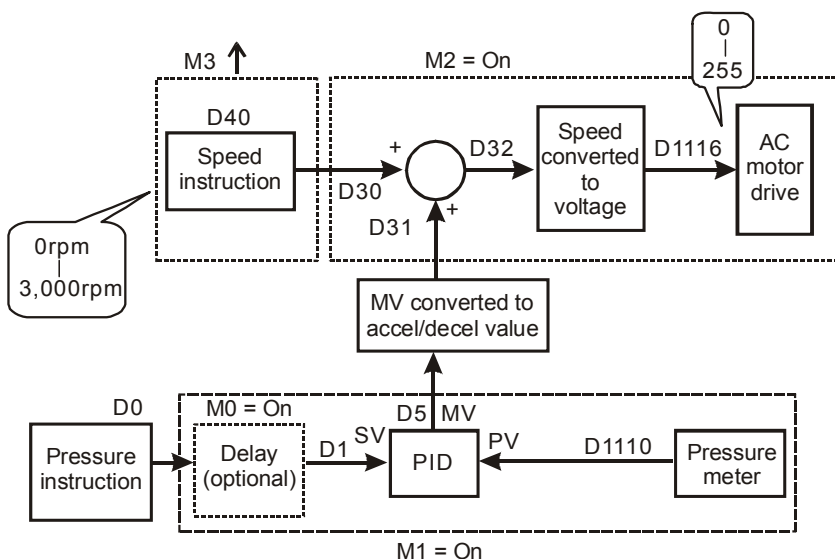 M3
M2 = On
0
255
D40
Speed
instruction
D30
+
+
D31
D32
Speed
converted
to
voltage
D1116
AC
motor
drive
0rpm
3,000rpm
MV converted to
accel/decel value
D0
Pressure
instruction
M0 = On
Delay
(optional)
D1
SV
D5
MV
PID
PV
D1110
Pressure
meter
M1 = On